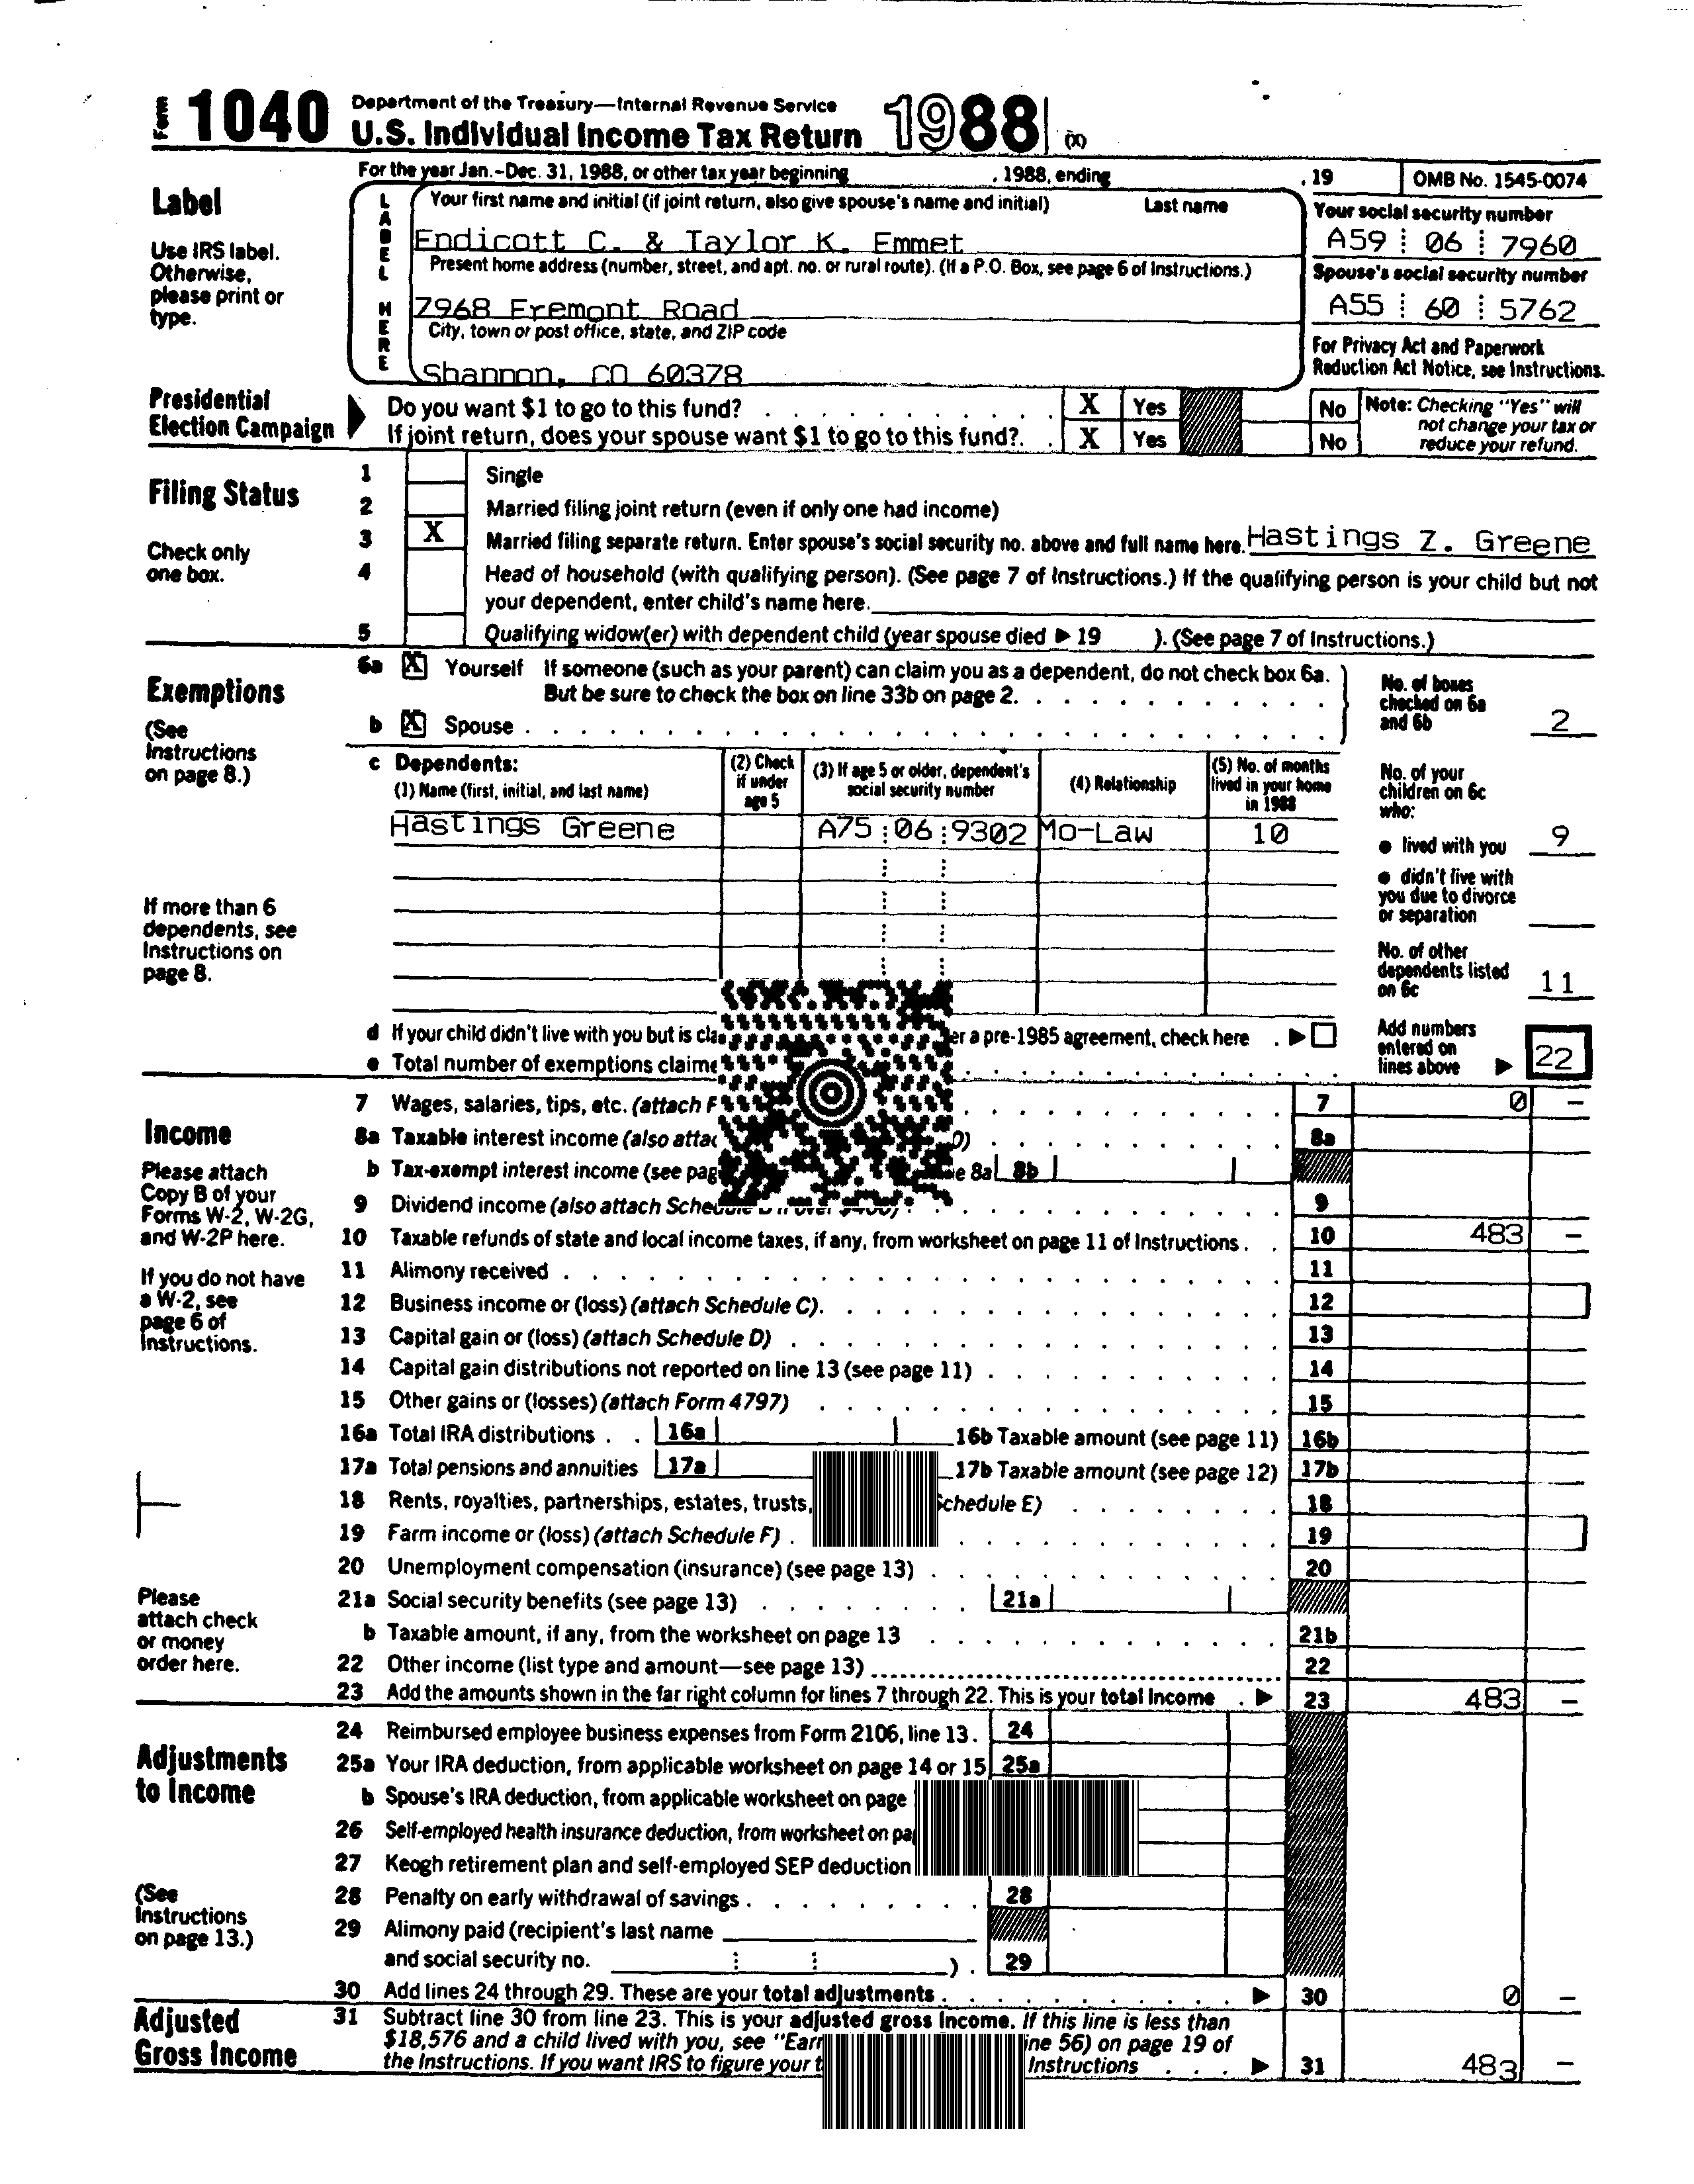 Form 1040 Department of the Treasury—Internal Revenue Service
U.S. Individual Income Tax Return 1988 (X)
For the year Jan.-Dec. 31, 1988, or other tax year beginning , 1988, ending , 19 OMB No. 1545-0074
Label
Use IRS label.
Otherwise,
please print or
type.
LABEL HERE
Your first name and initial (if joint return, also give spouse's name and initial) Last name
Endicott C. & Taylor K. Emmet
Present home address (number, street, and apt. no. or rural route). (If a P.O. Box, see page 6 of Instructions.)
7968 Fremont Road
City, town or post office, state, and ZIP code
Shannon, CO 60378
Your social security number
A59 06 7960
Spouse's social security number
A55 60 5762
For Privacy Act and Paperwork
Reduction Act Notice, see Instructions.
Presidential
Election Campaign
Do you want $1 to go to this fund? X Yes No
If joint return, does your spouse want $1 to go to this fund?. X Yes No
Note: Checking "Yes" will
not change your tax or
reduce your refund.
Filing Status
Check only
one box.
1 Single
2 Married filing joint return (even if only one had income)
3 X Married filing separate return. Enter spouse's social security no. above and full name here. Hastings Z. Greene
4 Head of household (with qualifying person). (See page 7 of Instructions.) If the qualifying person is your child but not
your dependent, enter child's name here.
5 Qualifying widow(er) with dependent child (year spouse died ▶ 19 ). (See page 7 of Instructions.)
Exemptions
(See
Instructions
on page 8.)
6a X Yourself If someone (such as your parent) can claim you as a dependent, do not check box 6a.
But be sure to check the box on line 33b on page 2.
b X Spouse
No. of boxes
checked on 6a
and 6b 2
c Dependents:
(1) Name (first, initial, and last name)
(2) Check
if under
age 5
(3) If age 5 or older, dependent's
social security number
(4) Relationship
(5) No. of months
lived in your home
in 1988
Hastings Greene A75 06 9302 Mo-Law 10
No. of your
children on 6c
who:
● lived with you 9
● didn't live with
you due to divorce
or separation
No. of other
dependents listed
on 6c 11
If more than 6
dependents, see
Instructions on
page 8.
d If your child didn't live with you but is er a pre-1985 agreement, check here ▶
e Total number of exemptions
Add numbers
entered on
lines above ▶ 22
Income
Please attach
Copy B of your
Forms W-2, W-2G,
and W-2P here.
If you do not have
a W-2, see
page 6 of
Instructions.
Please
attach check
or money
order here.
7 Wages, salaries, tips, etc. (attach 7 0 –
8a Taxable interest income (also 8a
b Tax-exempt interest income (see 8a 8b
9 Dividend income (also attach 9
10 Taxable refunds of state and local income taxes, if any, from worksheet on page 11 of Instructions. 10 483 –
11 Alimony received 11
12 Business income or (loss) (attach Schedule C). 12
13 Capital gain or (loss) (attach Schedule D) 13
14 Capital gain distributions not reported on line 13 (see page 11) 14
15 Other gains or (losses) (attach Form 4797) 15
16a Total IRA distributions 16a 16b Taxable amount (see page 11) 16b
17a Total pensions and annuities 17a 17b Taxable amount (see page 12) 17b
18 Rents, royalties, partnerships, estates, trusts, Schedule E) 18
19 Farm income or (loss) (attach Schedule F) 19
20 Unemployment compensation (insurance) (see page 13) 20
21a Social security benefits (see page 13) 21a
b Taxable amount, if any, from the worksheet on page 13 21b
22 Other income (list type and amount—see page 13) 22
23 Add the amounts shown in the far right column for lines 7 through 22. This is your total income ▶ 23 483 –
Adjustments
to Income
(See
Instructions
on page 13.)
24 Reimbursed employee business expenses from Form 2106, line 13. 24
25a Your IRA deduction, from applicable worksheet on page 14 or 15 25a
b Spouse's IRA deduction, from applicable worksheet on page
26 Self-employed health insurance deduction, from worksheet on
27 Keogh retirement plan and self-employed SEP deduction
28 Penalty on early withdrawal of savings 28
29 Alimony paid (recipient's last name
and social security no. ) 29
30 Add lines 24 through 29. These are your total adjustments ▶ 30 0 –
Adjusted
Gross Income
31 Subtract line 30 from line 23. This is your adjusted gross income. If this line is less than
$18,576 and a child lived with you, see line 56) on page 19 of
the Instructions. If you want IRS to figure your Instructions ▶ 31 483 –